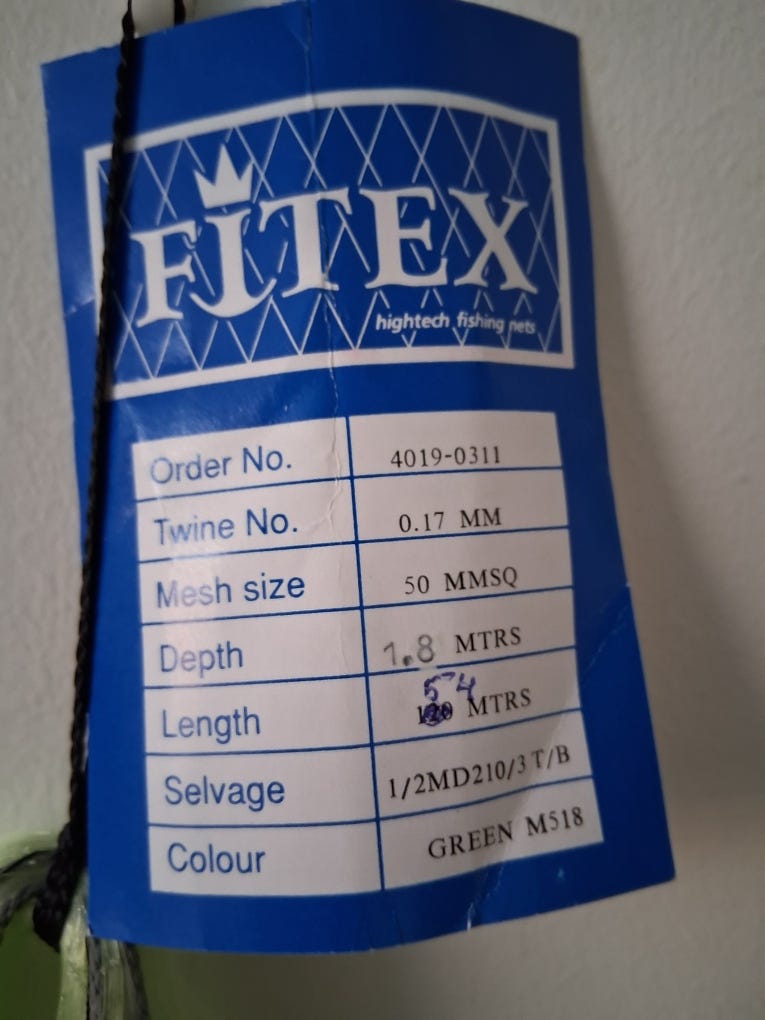 FITEX
hightech fishing nets
Order No. 4019-0311
Twine No. 0.17 MM
Mesh size 50 MMSQ
Depth 1.8 MTRS
54
Length MTRS
Selvage 1/2MD210/3 T/B
Colour GREEN M518